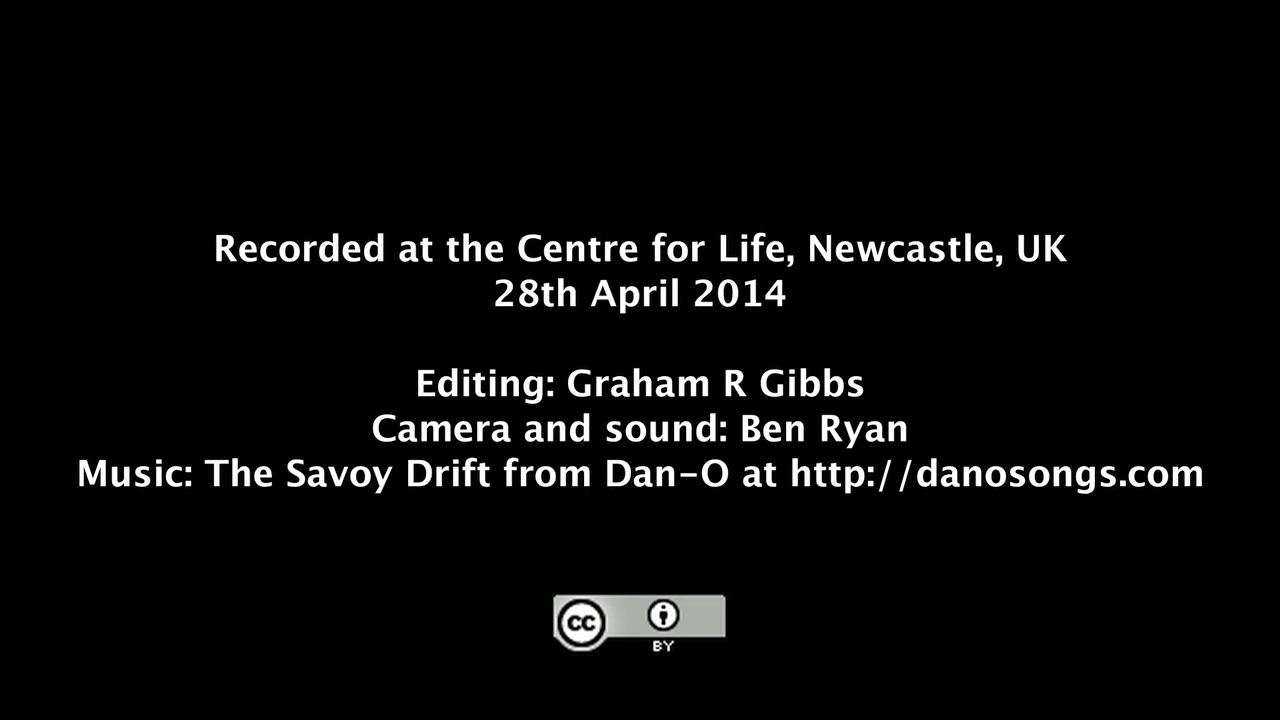 Recorded at the Centre for Life, Newcastle, UK
28th April 2014
Editing: Graham R Gibbs
Camera and sound: Ben Ryan
Music: The Savoy Drift from Dan-O at http://danosongs.com
CC
BY